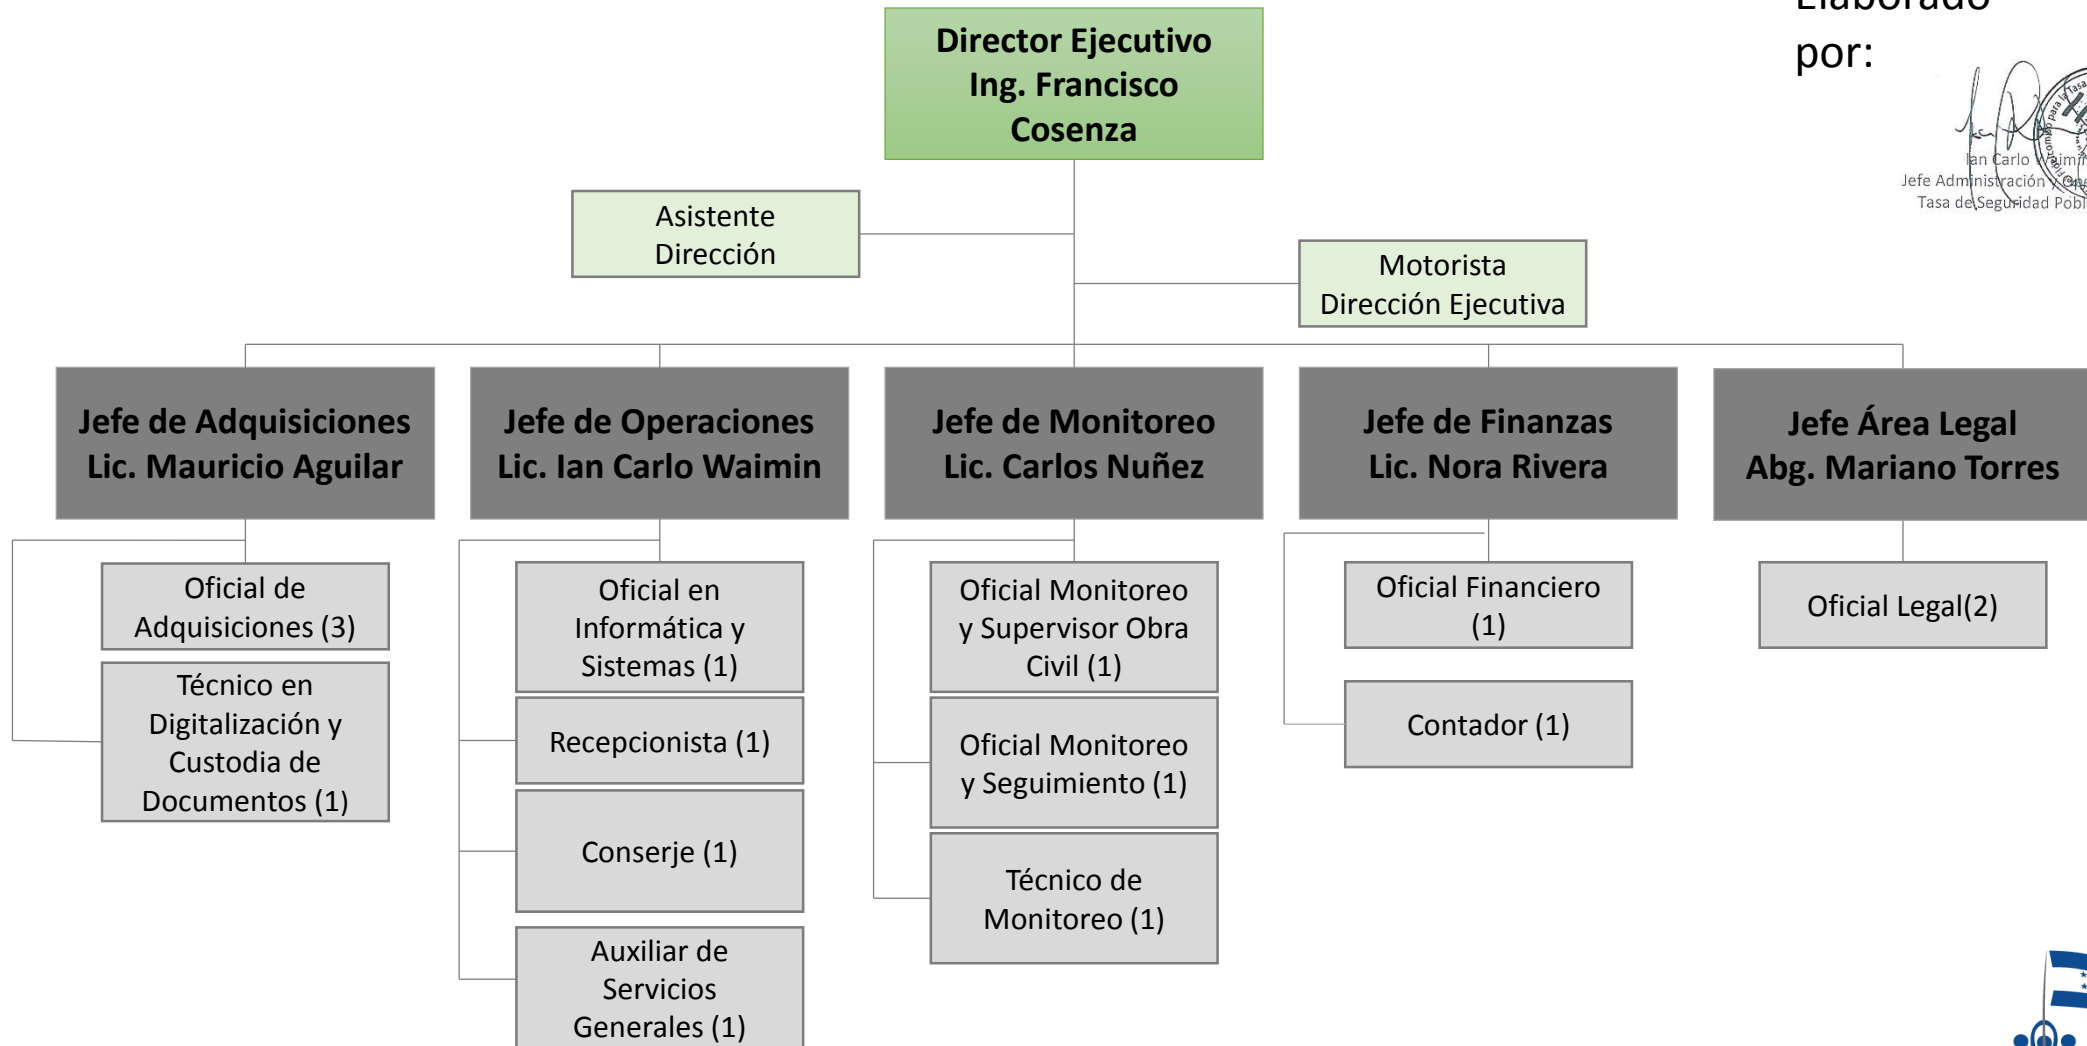 Elaborado
por:
Director Ejecutivo
Ing. Francisco
Cosenza
Ian Carlo
Jefe Administración y
Tasa de Seguridad
Asistente
Dirección
Motorista
Dirección Ejecutiva
Jefe de Adquisiciones
Lic. Mauricio Aguilar
Jefe de Operaciones
Lic. Ian Carlo Waimin
Jefe de Monitoreo
Lic. Carlos Nuñez
Jefe de Finanzas
Lic. Nora Rivera
Jefe Área Legal
Abg. Mariano Torres
Oficial de
Adquisiciones (3)
Técnico en
Digitalización y
Custodia de
Documentos (1)
Oficial en
Informática y
Sistemas (1)
Recepcionista (1)
Conserje (1)
Auxiliar de
Servicios
Generales (1)
Oficial Monitoreo
y Supervisor Obra
Civil (1)
Oficial Monitoreo
y Seguimiento (1)
Técnico de
Monitoreo (1)
Oficial Financiero
(1)
Contador (1)
Oficial Legal(2)